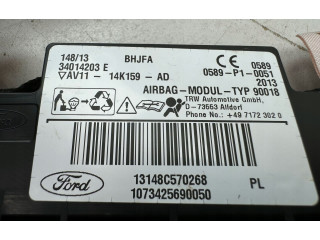 148/13 BHJFA
34014203 E CE 0589
▽AV11 - 14K159 - AD 0589-P1-0051
2013
AIRBAG-MODUL-TYP 90018
TRW Automotive GmbH,
D-73663 Alfdorf
Phone No.: +49 7172 302 0
Ford
13148C570268 PL
1073425690050